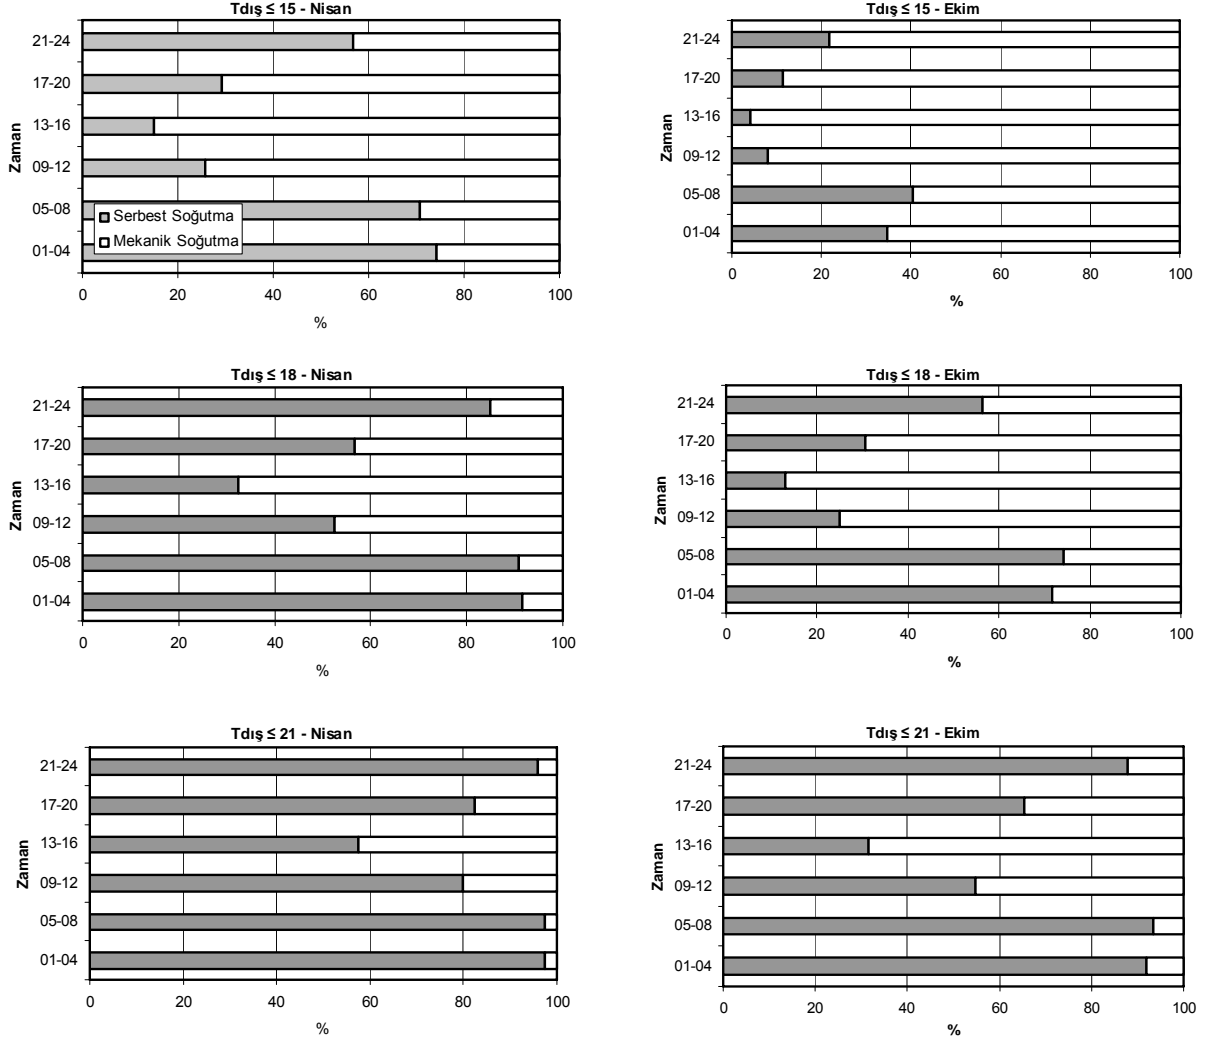 Tdış ≤ 15 - Nisan
21-24
17-20
13-16
09-12
05-08
01-04
Zaman
Serbest Soğutma
Mekanik Soğutma
0 20 40 60 80 100
%
Tdış ≤ 15 - Ekim
21-24
17-20
13-16
09-12
05-08
01-04
Zaman
0 20 40 60 80 100
%
Tdış ≤ 18 - Nisan
21-24
17-20
13-16
09-12
05-08
01-04
Zaman
0 20 40 60 80 100
%
Tdış ≤ 18 - Ekim
21-24
17-20
13-16
09-12
05-08
01-04
Zaman
0 20 40 60 80 100
%
Tdış ≤ 21 - Nisan
21-24
17-20
13-16
09-12
05-08
01-04
Zaman
0 20 40 60 80 100
%
Tdış ≤ 21 - Ekim
21-24
17-20
13-16
09-12
05-08
01-04
Zaman
0 20 40 60 80 100
%